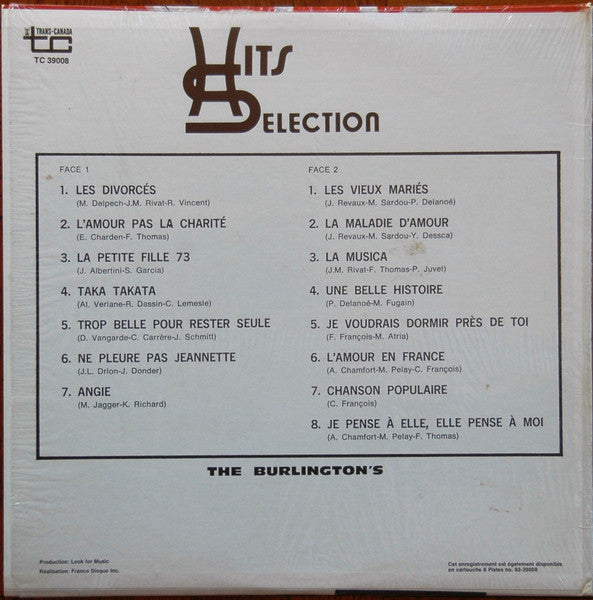 TRANS-CANADA
tc
TC 39008
HITS
SELECTION
FACE 1
1. LES DIVORCÉS
(M. Delpech-J.M. Rivat-R. Vincent)
2. L'AMOUR PAS LA CHARITÉ
(E. Charden-F. Thomas)
3. LA PETITE FILLE 73
(J. Albertini-S. Garcia)
4. TAKA TAKATA
(Al. Verlane-R. Dassin-C. Lemesle)
5. TROP BELLE POUR RESTER SEULE
(D. Vangarde-C. Carrère-J. Schmitt)
6. NE PLEURE PAS JEANNETTE
(J.L. Drion-J. Donder)
7. ANGIE
(M. Jagger-K. Richard)
FACE 2
1. LES VIEUX MARIÉS
(J. Revaux-M. Sardou-P. Delanoé)
2. LA MALADIE D'AMOUR
(J. Revaux-M. Sardou-Y. Dessca)
3. LA MUSICA
(J.M. Rivat-F. Thomas-P. Juvet)
4. UNE BELLE HISTOIRE
(P. Delanoé-M. Fugain)
5. JE VOUDRAIS DORMIR PRÈS DE TOI
(F. François-M. Atria)
6. L'AMOUR EN FRANCE
(A. Chamfort-M. Pelay-C. François)
7. CHANSON POPULAIRE
(C. François)
8. JE PENSE À ELLE, ELLE PENSE À MOI
(A. Chamfort-M. Pelay-F. Thomas)
THE BURLINGTON'S
Production: Look for Music
Réalisation: Franco Disque Inc.
Cet enregistrement est également disponible
en cartouche 8 Pistes no. 82-39008